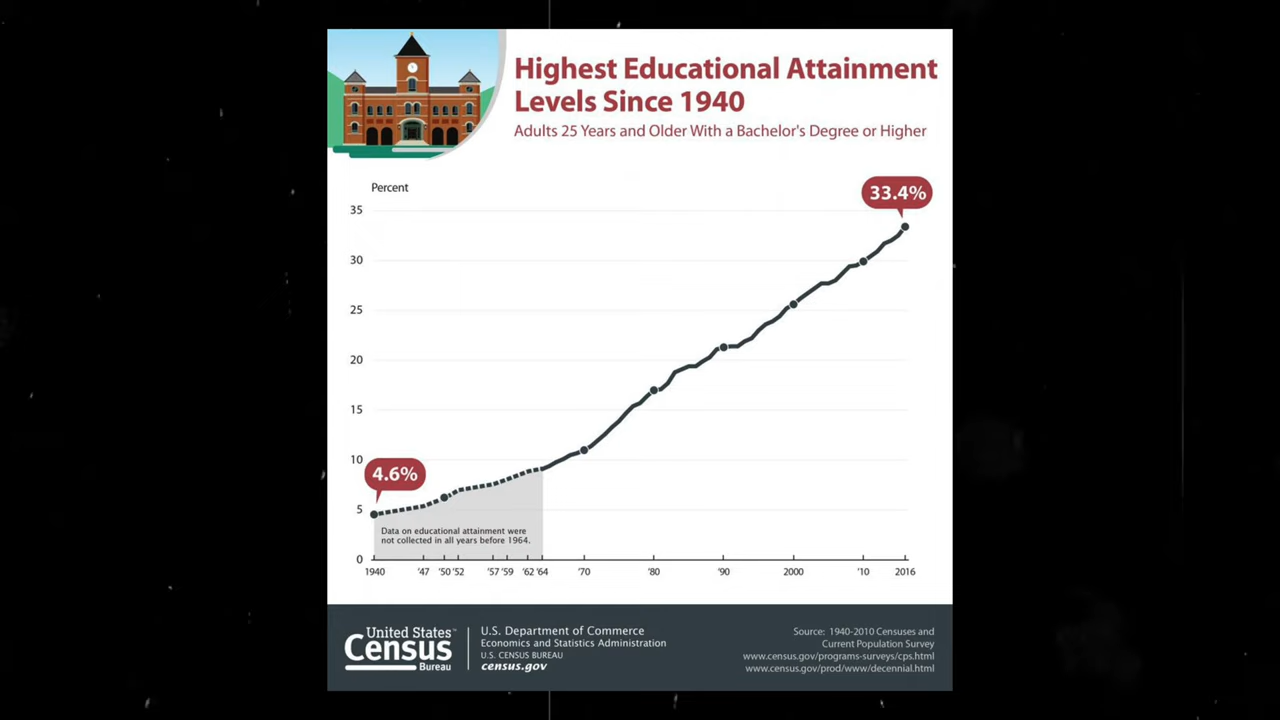 Highest Educational Attainment
Levels Since 1940
Adults 25 Years and Older With a Bachelor's Degree or Higher
Percent
33.4%
35
30
25
20
15
10
4.6%
5
Data on educational attainment were
not collected in all years before 1964.
0
1940 '47 '50 '52 '57 '59 '62 '64 '70 '80 '90 2000 '10 2016
United States™
Census
Bureau
U.S. Department of Commerce
Economics and Statistics Administration
U.S. CENSUS BUREAU
census.gov
Source: 1940-2010 Censuses and
Current Population Survey
www.census.gov/programs-surveys/cps.html
www.census.gov/prod/www/decennial.html